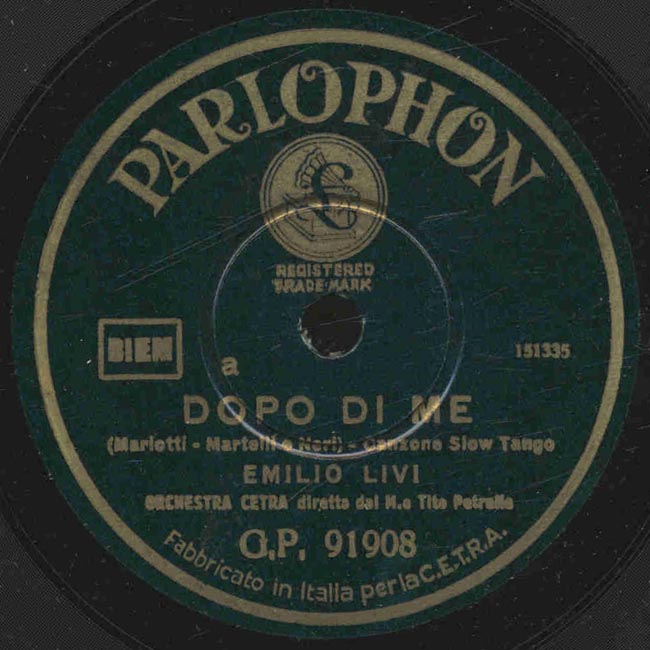 PARLOPHON
REGISTERED
TRADE-MARK
BIEM
151335
a
DOPO DI ME
(Mariotti - Martelli e Neri) - Canzone Slow Tango
EMILIO LIVI
ORCHESTRA CETRA diretta dal M.o Tito Petralia
G.P. 91908
Fabbricato in Italia per la C.E.T.R.A.